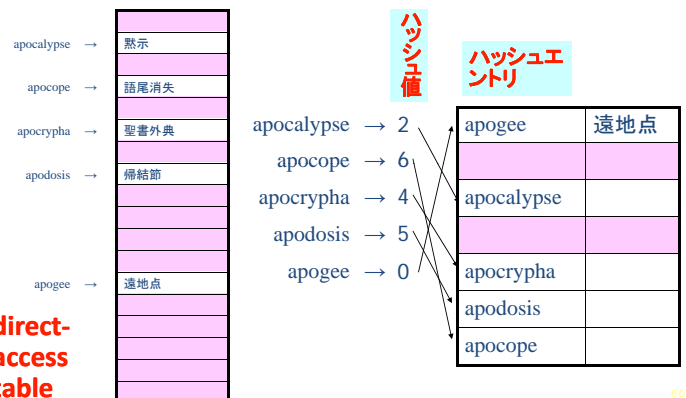 apocalypse → 黙示
apocope → 語尾消失
apocrypha → 聖書外典
apodosis → 帰結節
apogee → 遠地点
direct-
access
table
ハッシュ値
apocalypse → 2
apocope → 6
apocrypha → 4
apodosis → 5
apogee → 0
ハッシュエ
ントリ
apogee 遠地点
apocalypse
apocrypha
apodosis
apocope